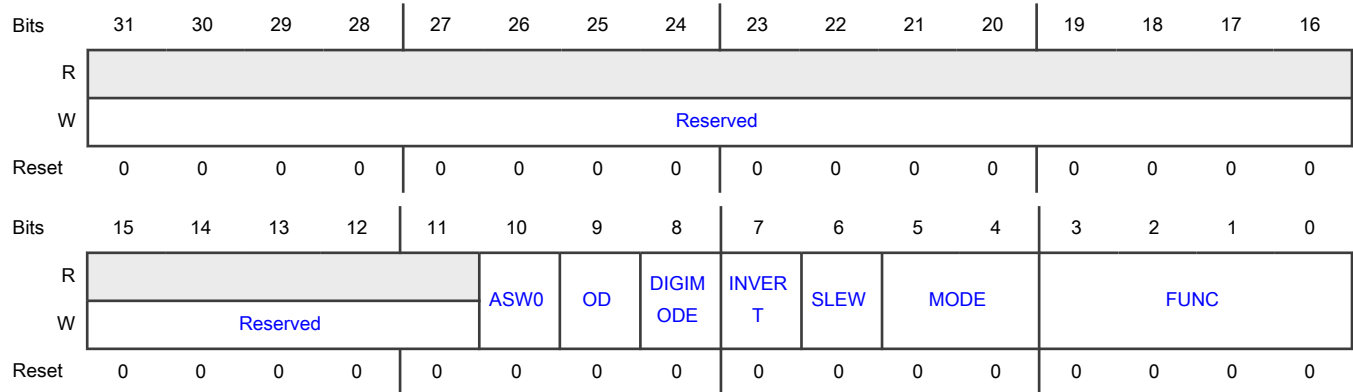 Bits 31 30 29 28 27 26 25 24 23 22 21 20 19 18 17 16
R
W Reserved
Reset 0 0 0 0 0 0 0 0 0 0 0 0 0 0 0 0
Bits 15 14 13 12 11 10 9 8 7 6 5 4 3 2 1 0
R
ASW0 OD DIGIM ODE INVER T SLEW MODE FUNC
W Reserved
Reset 0 0 0 0 0 0 0 0 0 0 0 0 0 0 0 0